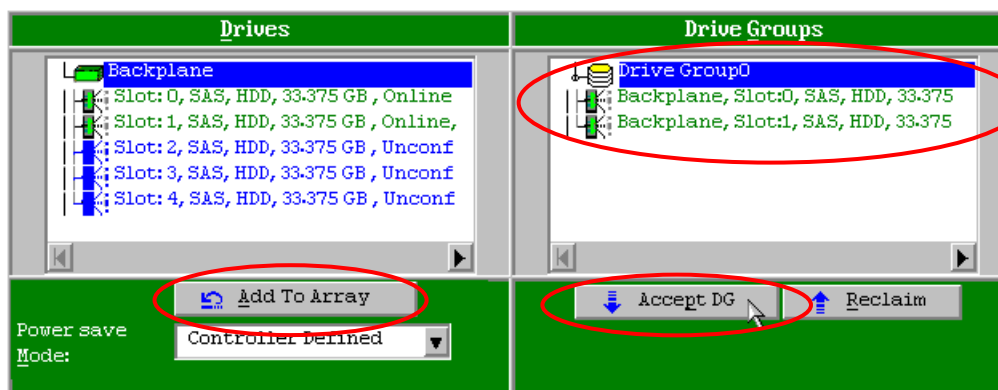 Drives
Backplane
Slot: 0, SAS, HDD, 33.375 GB , Online
Slot: 1, SAS, HDD, 33.375 GB , Online,
Slot: 2, SAS, HDD, 33.375 GB , Unconf
Slot: 3, SAS, HDD, 33.375 GB , Unconf
Slot: 4, SAS, HDD, 33.375 GB , Unconf
Add To Array
Power save
Mode:
Controller Defined
Drive Groups
Drive Group0
Backplane, Slot:0, SAS, HDD, 33.375
Backplane, Slot:1, SAS, HDD, 33.375
Accept DG
Reclaim